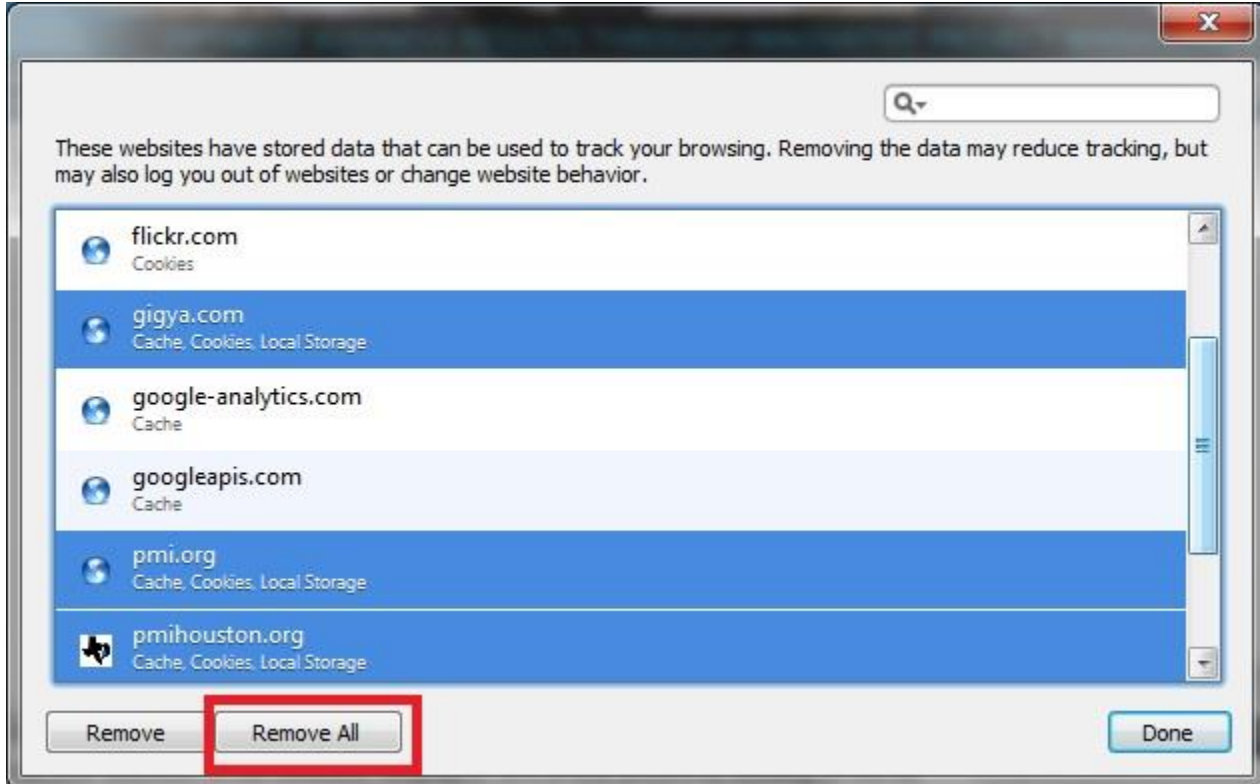 These websites have stored data that can be used to track your browsing. Removing the data may reduce tracking, but
may also log you out of websites or change website behavior.
flickr.com
Cookies
gigya.com
Cache, Cookies, Local Storage
google-analytics.com
Cache
googleapis.com
Cache
pmi.org
Cache, Cookies, Local Storage
pmihouston.org
Cache, Cookies, Local Storage
Remove
Remove All
Done